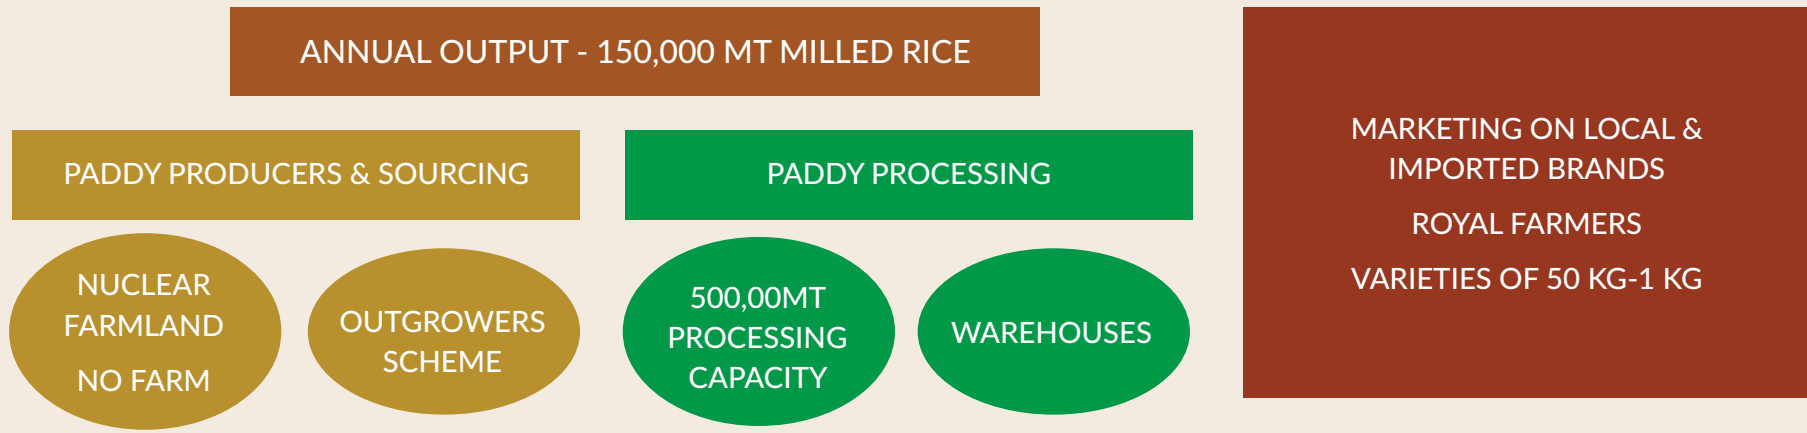 ANNUAL OUTPUT - 150,000 MT MILLED RICE
PADDY PRODUCERS & SOURCING
NUCLEAR
FARMLAND
NO FARM
OUTGROWERS
SCHEME
PADDY PROCESSING
500,00MT
PROCESSING
CAPACITY
WAREHOUSES
MARKETING ON LOCAL &
IMPORTED BRANDS
ROYAL FARMERS
VARIETIES OF 50 KG-1 KG